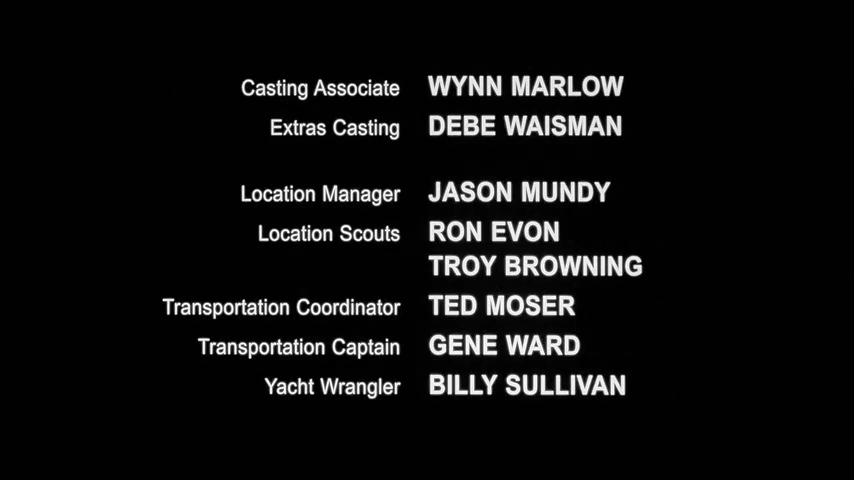 Casting Associate WYNN MARLOW
Extras Casting DEBE WAISMAN
Location Manager JASON MUNDY
Location Scouts RON EVON
TROY BROWNING
Transportation Coordinator TED MOSER
Transportation Captain GENE WARD
Yacht Wrangler BILLY SULLIVAN